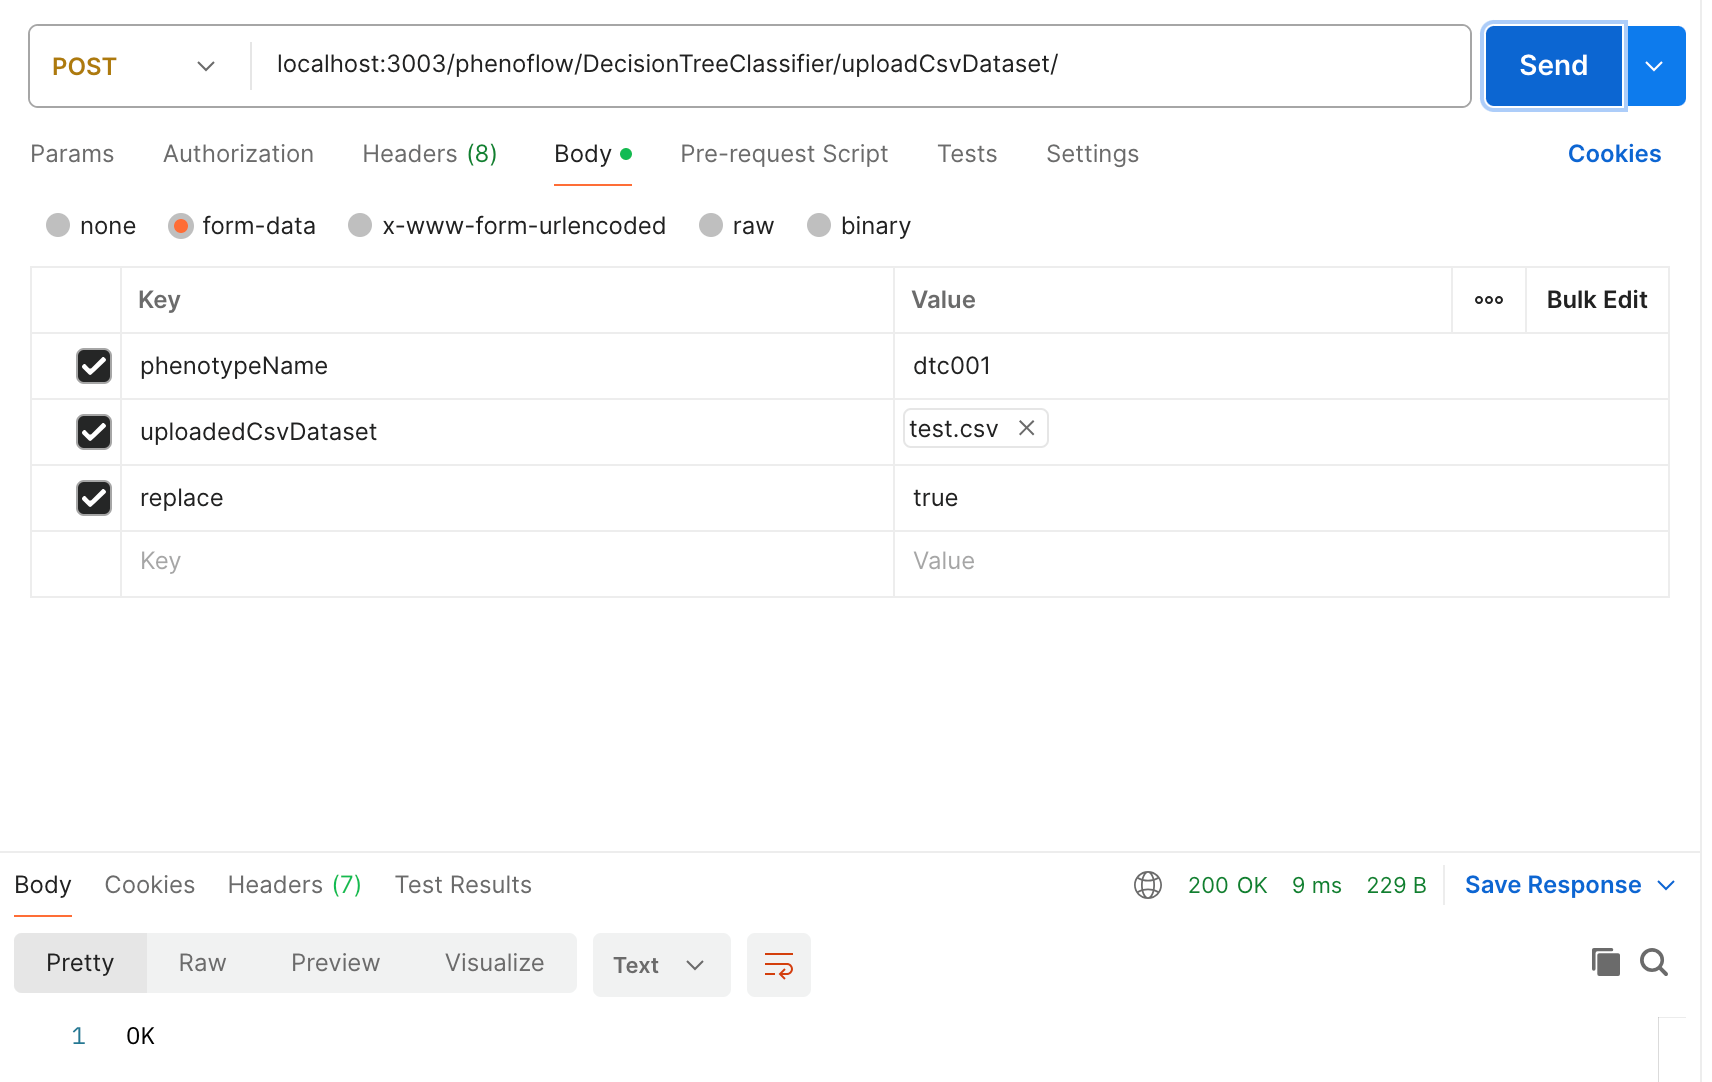 POST localhost:3003/phenoflow/DecisionTreeClassifier/uploadCsvDataset/ Send
Params Authorization Headers (8) Body Pre-request Script Tests Settings Cookies
none form-data x-www-form-urlencoded raw binary
Key Value Bulk Edit
phenotypeName dtc001
uploadedCsvDataset test.csv
replace true
Key Value
Body Cookies Headers (7) Test Results 200 OK 9 ms 229 B Save Response
Pretty Raw Preview Visualize Text
1 OK